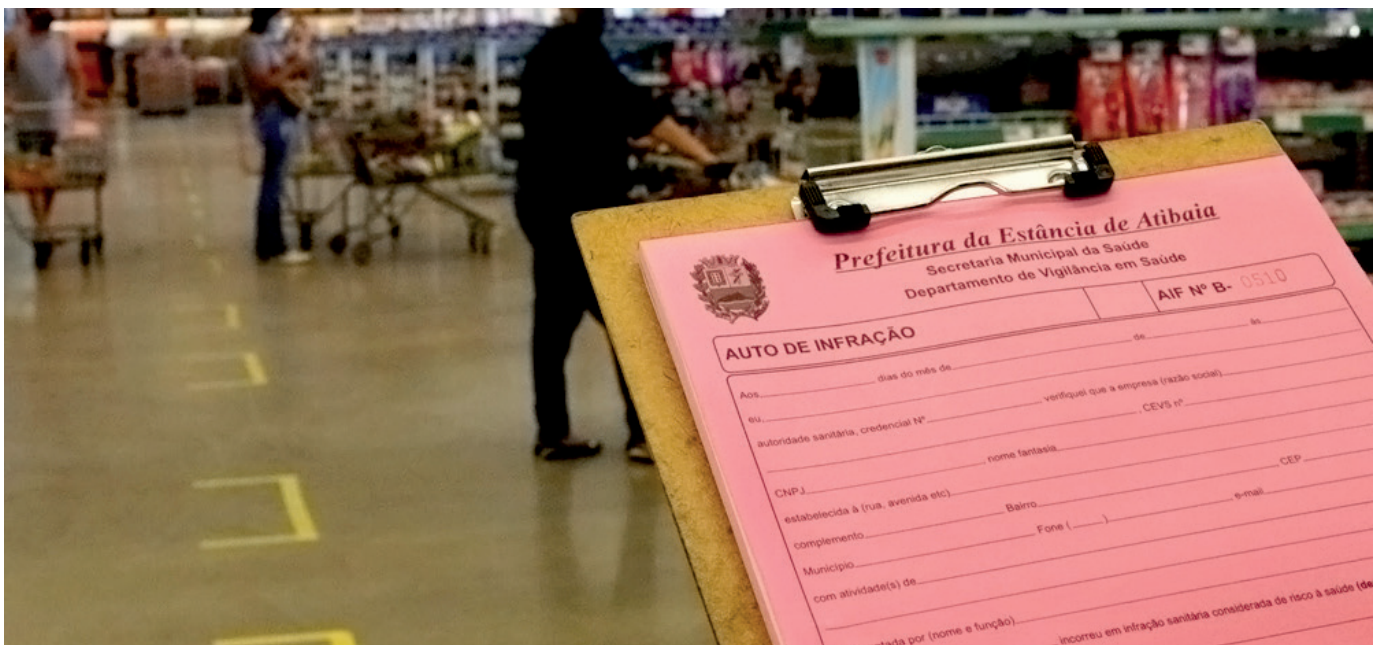 Prefeitura da Estância de Atibaia
Secretaria Municipal da Saúde
Departamento de Vigilância em Saúde
AUTO DE INFRAÇÃO AIF Nº B- 0510
Aos dias do mês de de às
eu,
autoridade sanitária, credencial Nº verifiquei que a empresa (razão social)
, CEVS nº
CNPJ nome fantasia
estabelecida à (rua, avenida etc)
complemento Bairro CEP
Município Fone ( ) e-mail
com atividade(s) de
por (nome e função)
incorreu em infração sanitária considerada de risco à saúde